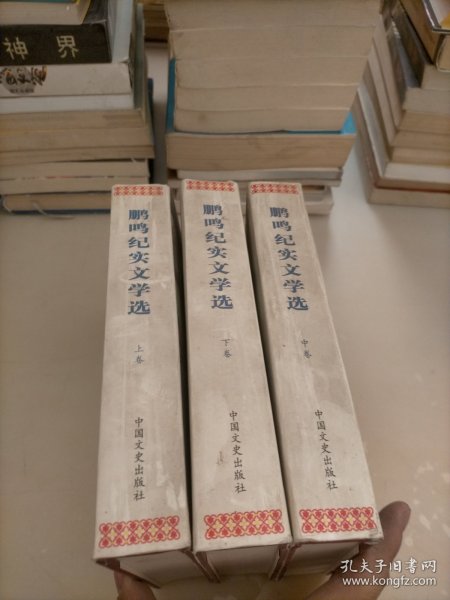 神界
鹏鸣纪实文学选
上卷
中国文史出版社
鹏鸣纪实文学选
下卷
中国文史出版社
鹏鸣纪实文学选
中卷
中国文史出版社
孔夫子旧书网
www.kongfz.com